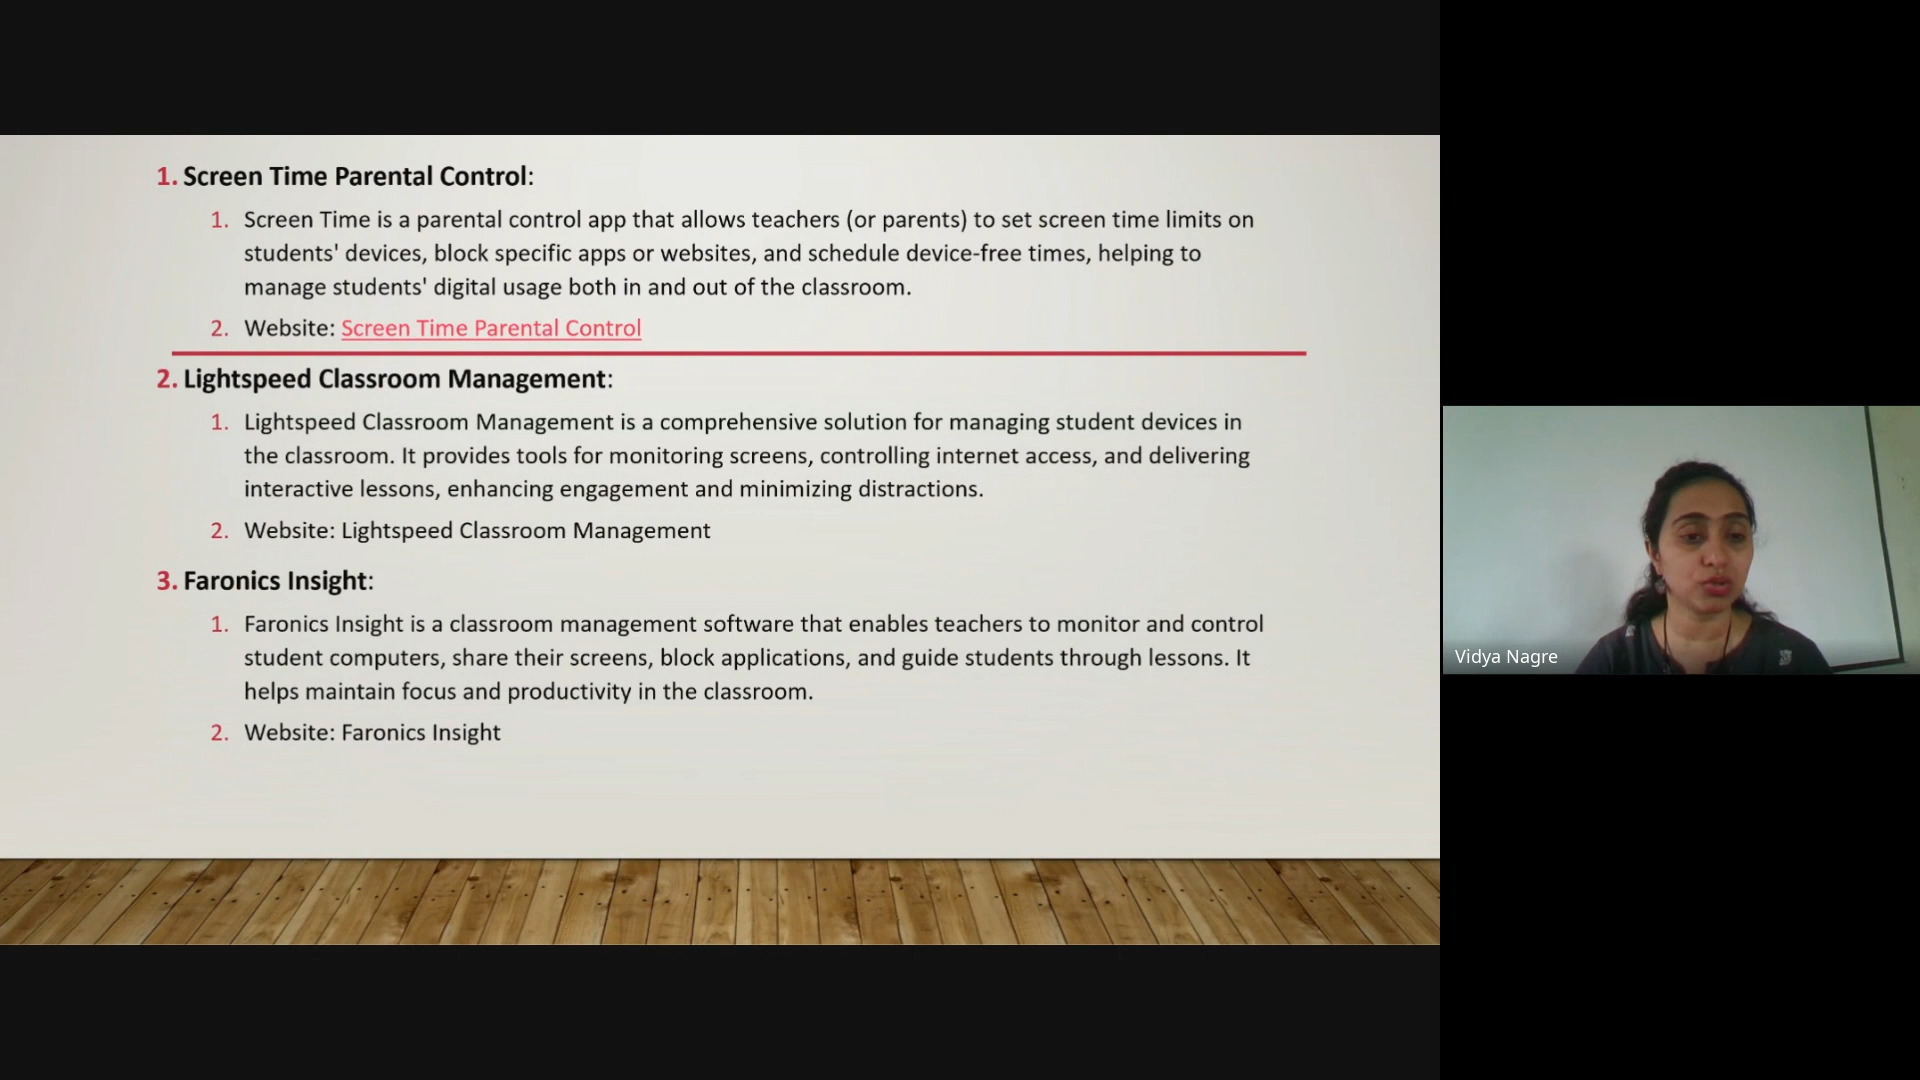 1. Screen Time Parental Control:
1. Screen Time is a parental control app that allows teachers (or parents) to set screen time limits on
students' devices, block specific apps or websites, and schedule device-free times, helping to
manage students' digital usage both in and out of the classroom.
2. Website: Screen Time Parental Control
2. Lightspeed Classroom Management:
1. Lightspeed Classroom Management is a comprehensive solution for managing student devices in
the classroom. It provides tools for monitoring screens, controlling internet access, and delivering
interactive lessons, enhancing engagement and minimizing distractions.
2. Website: Lightspeed Classroom Management
3. Faronics Insight:
1. Faronics Insight is a classroom management software that enables teachers to monitor and control
student computers, share their screens, block applications, and guide students through lessons. It
helps maintain focus and productivity in the classroom.
2. Website: Faronics Insight
Vidya Nagre